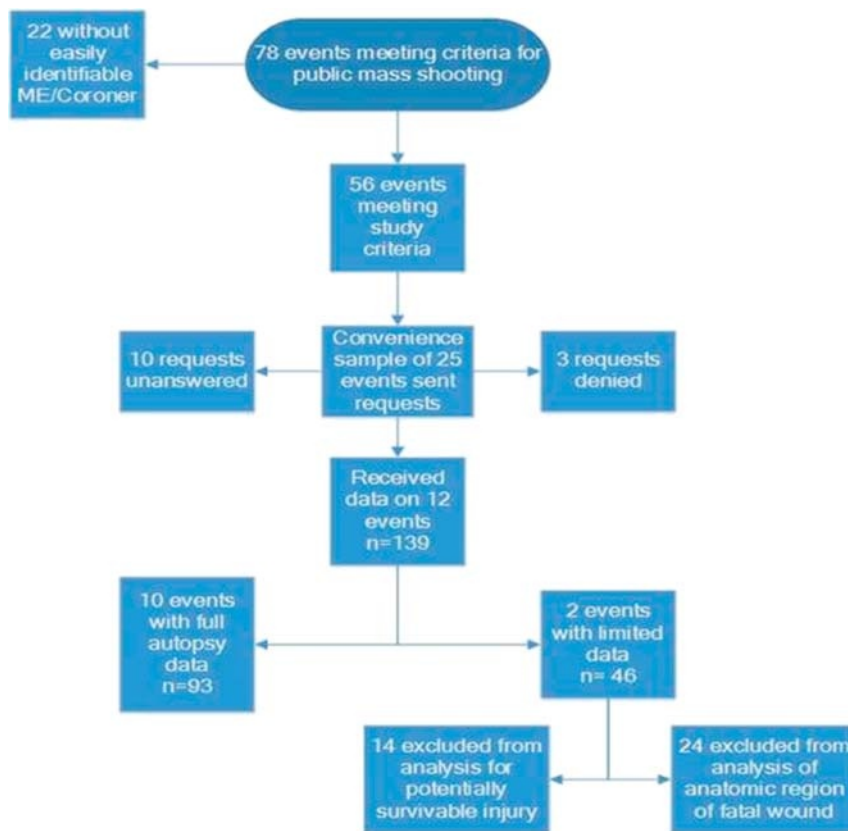 22 without
easily
identifiable
ME/Coroner
78 events meeting criteria for
public mass shooting
56 events
meeting
study
criteria
10 requests
unanswered
Convenience
sample of 25
events sent
requests
3 requests
denied
Received
data on 12
events
n=139
10 events
with full
autopsy
data
n=93
2 events
with limited
data
n= 46
14 excluded from
analysis for
potentially
survivable injury
24 excluded from
analysis of
anatomic region
of fatal wound